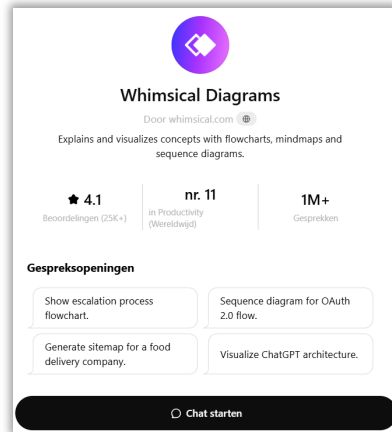 Whimsical Diagrams
Door whimsical.com
Explains and visualizes concepts with flowcharts, mindmaps and
sequence diagrams.
4.1
Beoordelingen (25K+)
nr. 11
in Productivity
(Wereldwijd)
1M+
Gesprekken
Gespreksopeningen
Show escalation process
flowchart.
Sequence diagram for OAuth
2.0 flow.
Generate sitemap for a food
delivery company.
Visualize ChatGPT architecture.
Chat starten